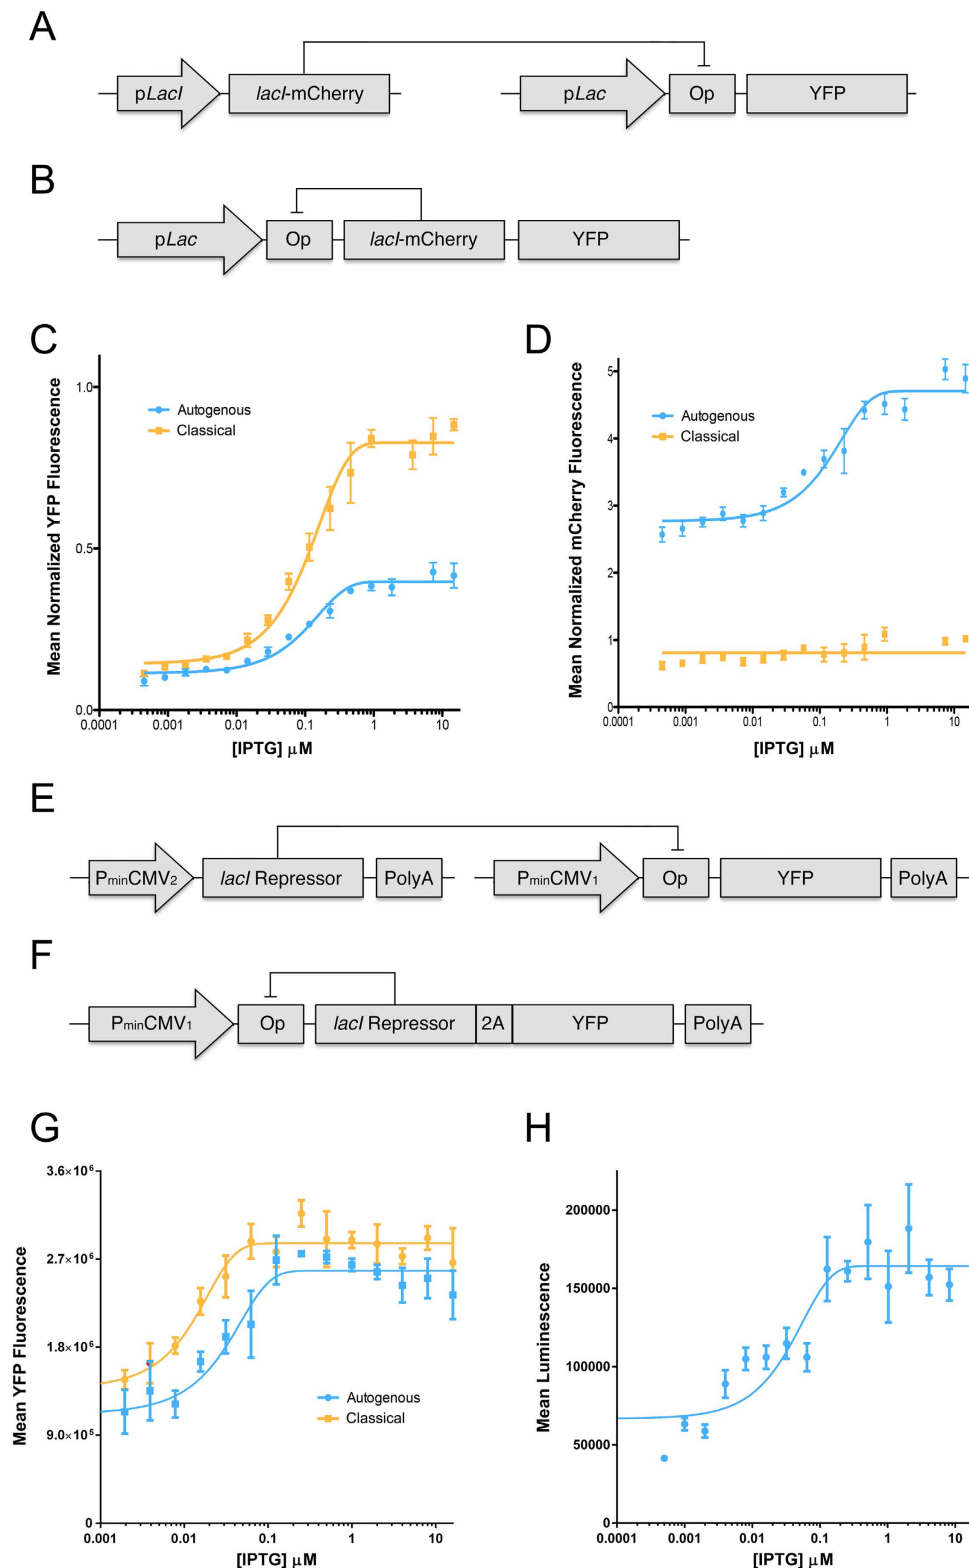 A
pLacI
lacI-mCherry
pLac
Op
YFP
B
pLac
Op
lacI-mCherry
YFP
C
Mean Normalized YFP Fluorescence
1.0
0.5
0.0
Autogenous
Classical
0.0001
0.001
0.01
0.1
1
10
[IPTG] μM
D
Mean Normalized mCherry Fluorescence
5
4
3
2
1
0
Autogenous
Classical
0.0001
0.001
0.01
0.1
1
10
[IPTG] μM
E
PminCMV2
lacI Repressor
PolyA
PminCMV1
Op
YFP
PolyA
F
PminCMV1
Op
lacI Repressor
2A
YFP
PolyA
G
Mean YFP Fluorescence
3.6×10⁶
2.7×10⁶
1.8×10⁶
9.0×10⁵
0
Autogenous
Classical
0.001
0.01
0.1
1
10
[IPTG] μM
H
Mean Luminescence
200000
150000
100000
50000
0
0.0001
0.001
0.01
0.1
1
10
[IPTG] μM